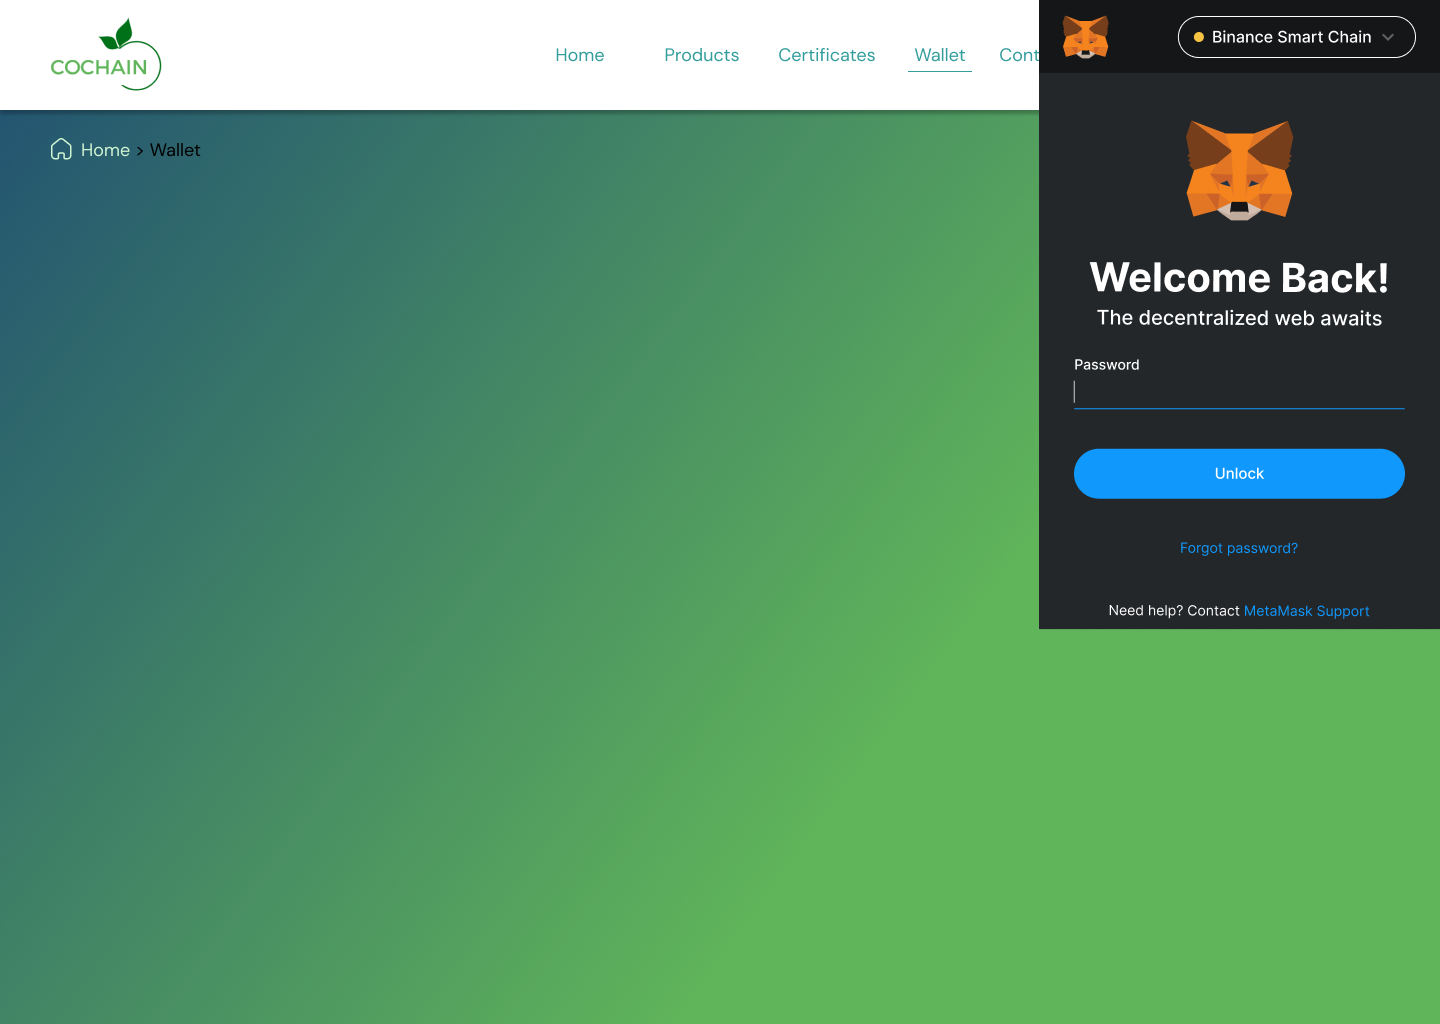 COCHAIN
Home Products Certificates Wallet Cont
Home > Wallet
Binance Smart Chain
Welcome Back!
The decentralized web awaits
Password
Unlock
Forgot password?
Need help? Contact MetaMask Support